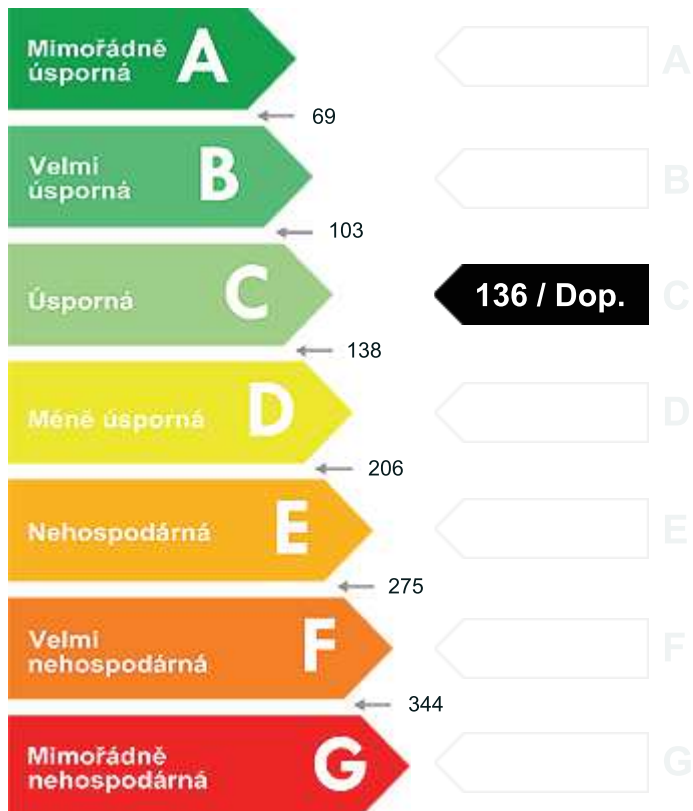 Mimořádně
úsporná
A
A
69
Velmi
úsporná
B
B
103
Úsporná
C
136 / Dop.
C
138
Méně úsporná
D
D
206
Nehospodárná
E
E
275
Velmi
nehospodárná
F
F
344
Mimořádně
nehospodárná
G
G